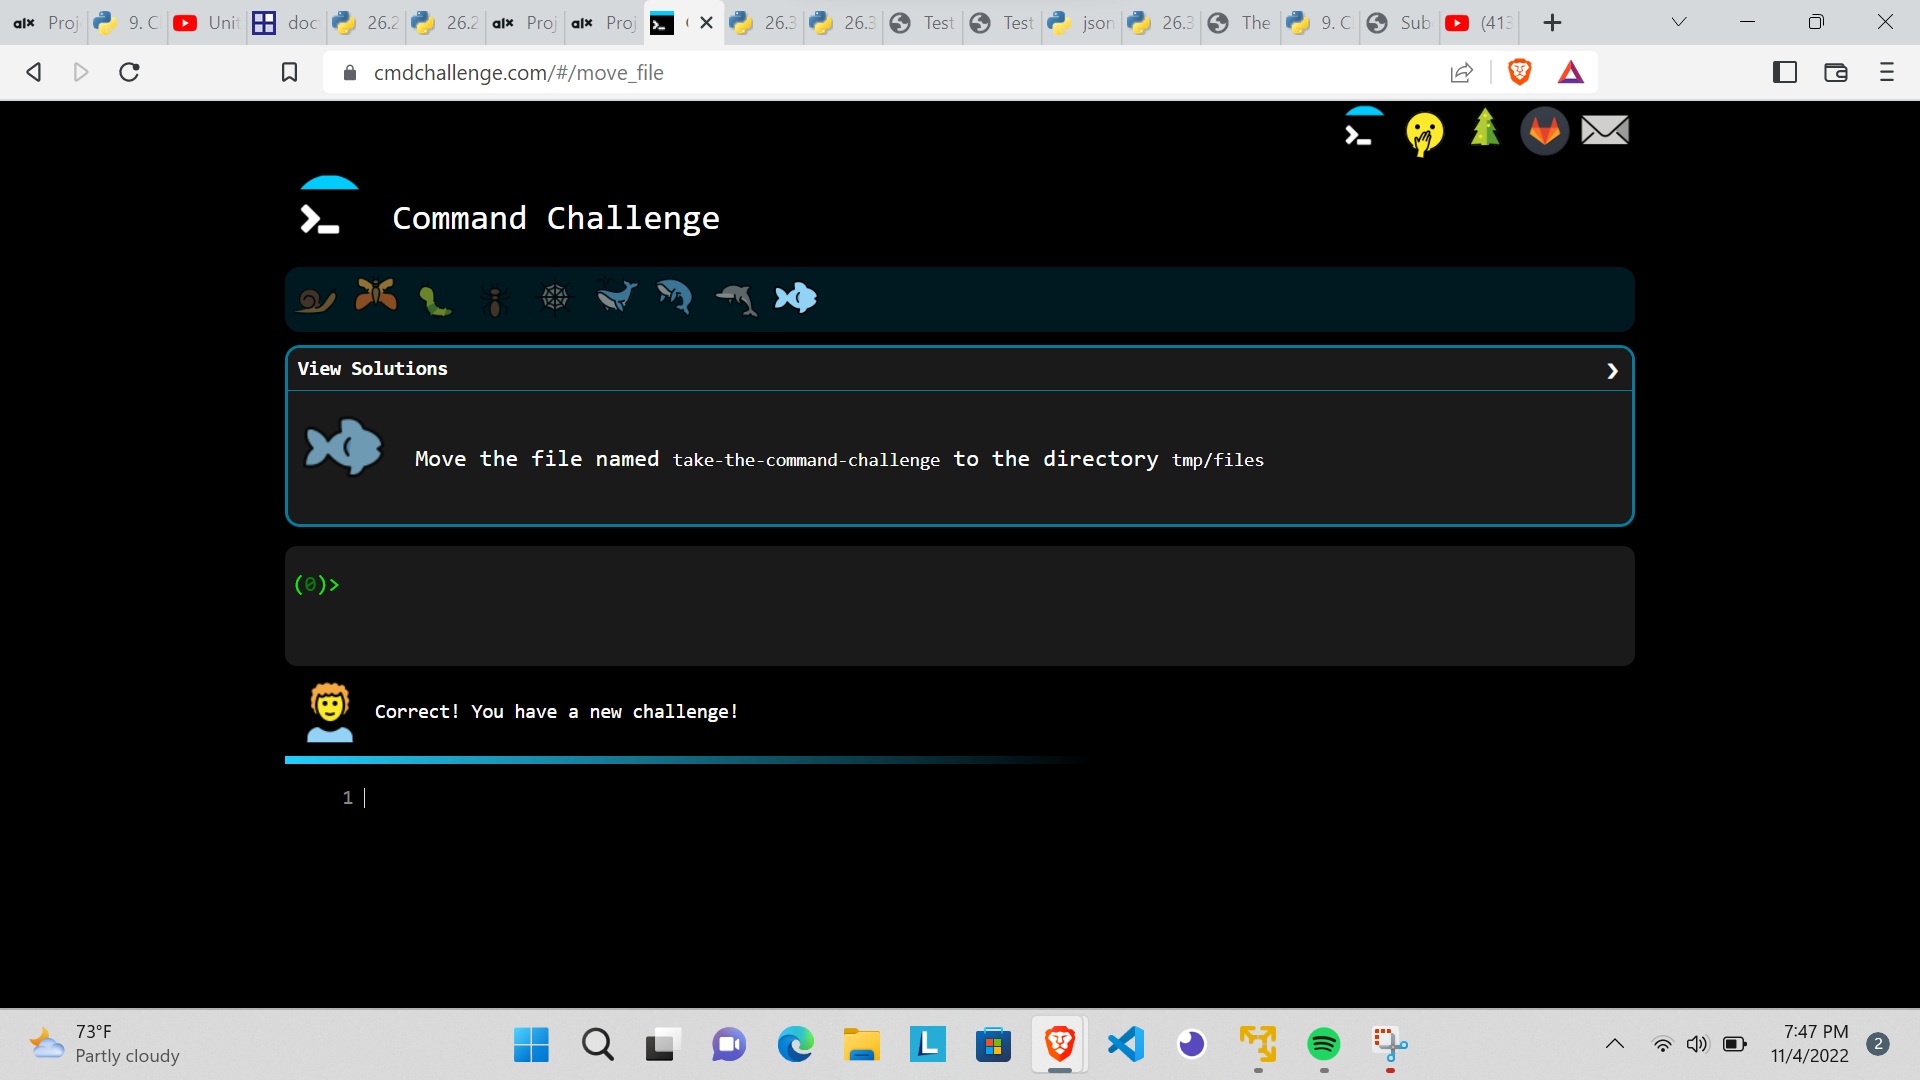 alx Proj 9. C Unit doc 26.2 26.2 alx Proj alx Proj 26.3 26.3 Test Test json 26.3 The 9. C Sub (413
cmdchallenge.com/#/move_file
Command Challenge
View Solutions
Move the file named take-the-command-challenge to the directory tmp/files
(0)>
Correct! You have a new challenge!
1
73°F
Partly cloudy
7:47 PM
11/4/2022
2